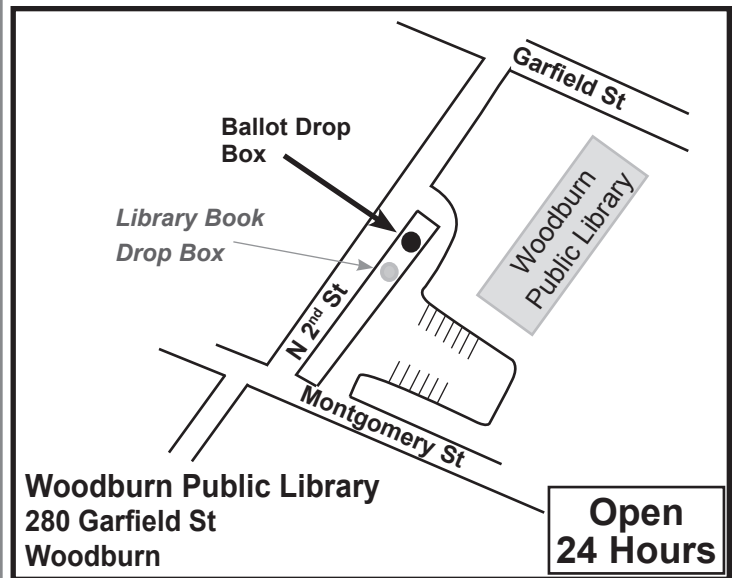 Garfield St
Ballot Drop
Box
Woodburn
Public Library
Library Book
Drop Box
N 2nd St
Montgomery St
Woodburn Public Library
280 Garfield St
Woodburn
Open
24 Hours